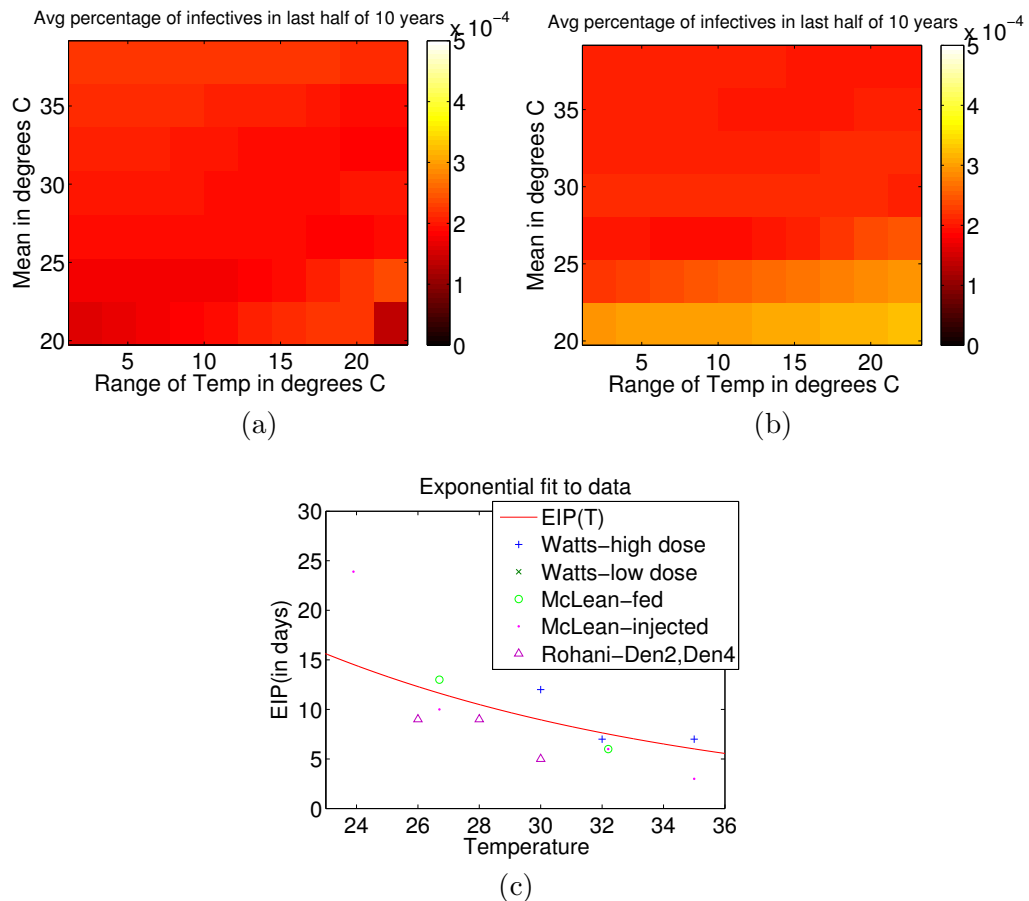 Avg percentage of infectives in last half of 10 years
x 10⁻⁴
Mean in degrees C
35
30
25
20
5 10 15 20
Range of Temp in degrees C
5
4
3
2
1
0
(a)
Avg percentage of infectives in last half of 10 years
x 10⁻⁴
Mean in degrees C
35
30
25
20
5 10 15 20
Range of Temp in degrees C
5
4
3
2
1
0
(b)
Exponential fit to data
EIP(in days)
30
25
20
15
10
5
0
EIP(T)
Watts-high dose
Watts-low dose
McLean-fed
McLean-injected
Rohani-Den2,Den4
24 26 28 30 32 34 36
Temperature
(c)